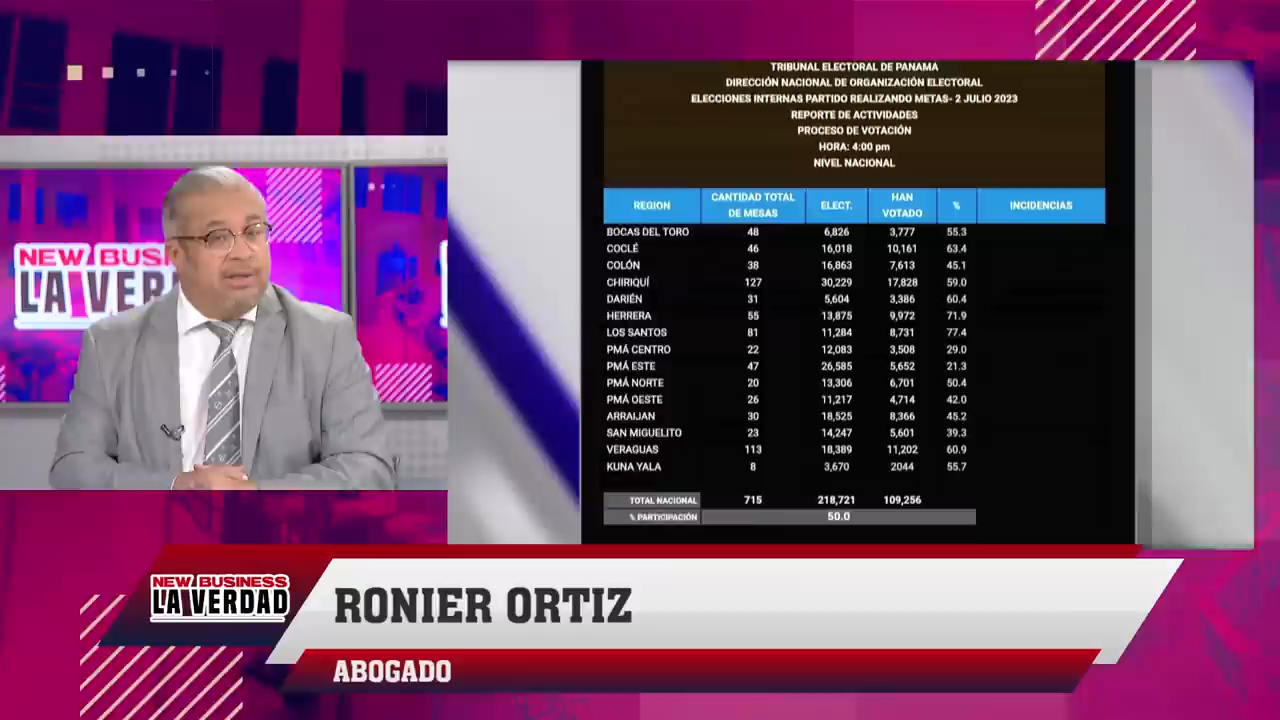 NEW BUSI
LA VER
TRIBUNAL ELECTORAL DE PANAMA
DIRECCIÓN NACIONAL DE ORGANIZACIÓN ELECTORAL
ELECCIONES INTERNAS PARTIDO REALIZANDO METAS- 2 JULIO 2023
REPORTE DE ACTIVIDADES
PROCESO DE VOTACIÓN
HORA: 4:00 pm
NIVEL NACIONAL
REGION CANTIDAD TOTAL DE MESAS ELECT. HAN VOTADO % INCIDENCIAS
BOCAS DEL TORO 48 6,826 3,777 55.3
COCLÉ 46 16,018 10,161 63.4
COLÓN 38 16,863 7,613 45.1
CHIRIQUÍ 127 30,229 17,828 59.0
DARIÉN 31 5,604 3,386 60.4
HERRERA 55 13,875 9,972 71.9
LOS SANTOS 81 11,284 8,731 77.4
PMÁ CENTRO 22 12,083 3,508 29.0
PMÁ ESTE 47 26,585 5,652 21.3
PMÁ NORTE 20 13,306 6,701 50.4
PMÁ OESTE 26 11,217 4,714 42.0
ARRAIJAN 30 18,525 8,366 45.2
SAN MIGUELITO 23 14,247 5,601 39.3
VERAGUAS 113 18,389 11,202 60.9
KUNA YALA 8 3,670 2044 55.7
TOTAL NACIONAL 715 218,721 109,256
% PARTICIPACIÓN 50.0
NEW BUSINESS
LA VERDAD
RONIER ORTIZ
ABOGADO